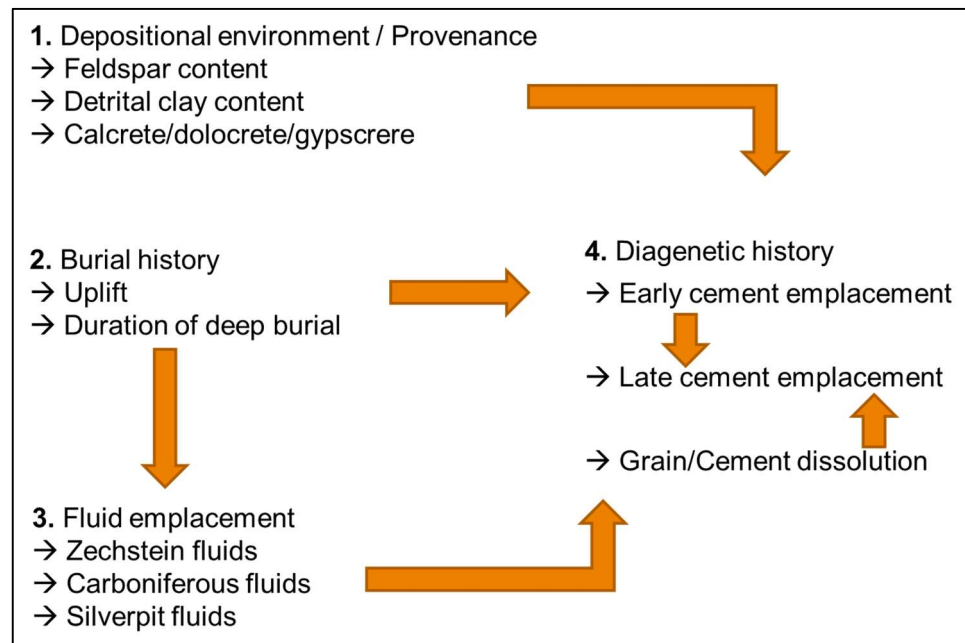 1. Depositional environment / Provenance
→ Feldspar content
→ Detrital clay content
→ Calcrete/dolocrete/gypscrere
2. Burial history
→ Uplift
→ Duration of deep burial
3. Fluid emplacement
→ Zechstein fluids
→ Carboniferous fluids
→ Silverpit fluids
4. Diagenetic history
→ Early cement emplacement
→ Late cement emplacement
→ Grain/Cement dissolution